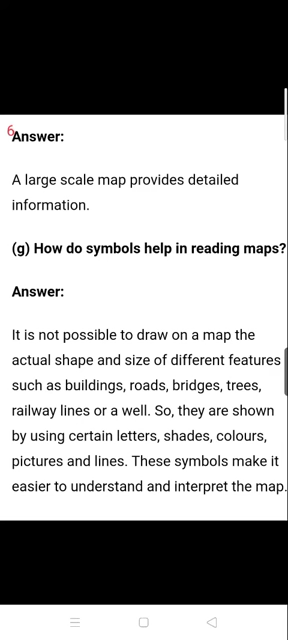 6
Answer:
A large scale map provides detailed
information.
(g) How do symbols help in reading maps?
Answer:
It is not possible to draw on a map the
actual shape and size of different features
such as buildings, roads, bridges, trees,
railway lines or a well. So, they are shown
by using certain letters, shades, colours,
pictures and lines. These symbols make it
easier to understand and interpret the map.